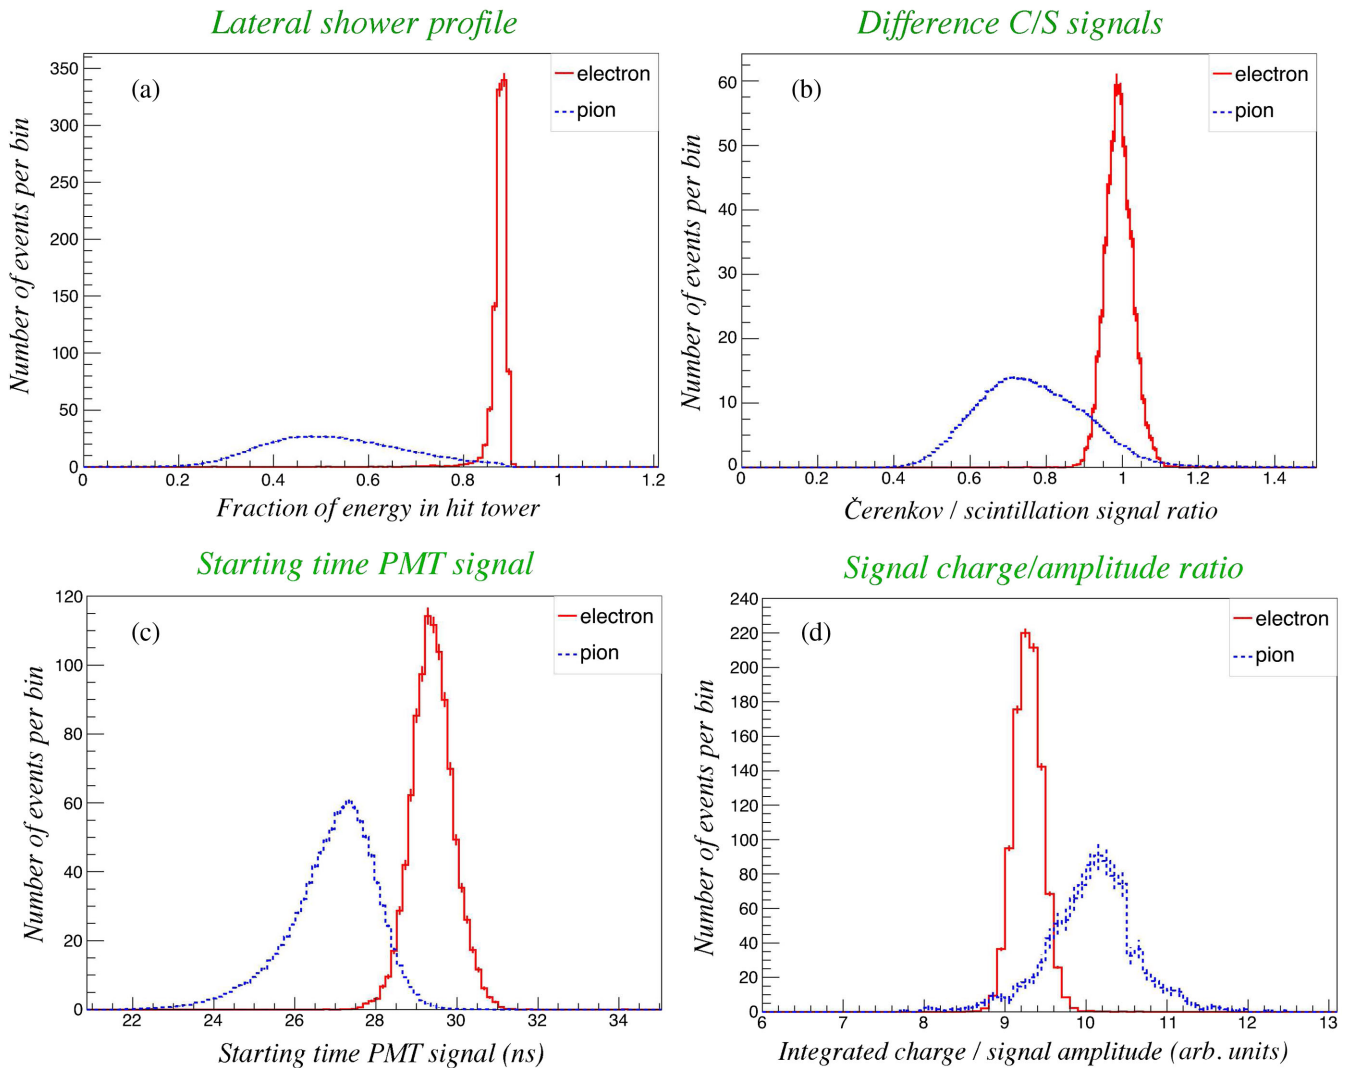 Lateral shower profile
Number of events per bin
350
300
250
200
150
100
50
0
(a)
electron
pion
0 0.2 0.4 0.6 0.8 1 1.2
Fraction of energy in hit tower
Difference C/S signals
Number of events per bin
60
50
40
30
20
10
0
(b)
electron
pion
0 0.2 0.4 0.6 0.8 1 1.2 1.4
Čerenkov / scintillation signal ratio
Starting time PMT signal
Number of events per bin
120
100
80
60
40
20
0
(c)
electron
pion
22 24 26 28 30 32 34
Starting time PMT signal (ns)
Signal charge/amplitude ratio
Number of events per bin
240
220
200
180
160
140
120
100
80
60
40
20
0
(d)
electron
pion
6 7 8 9 10 11 12 13
Integrated charge / signal amplitude (arb. units)